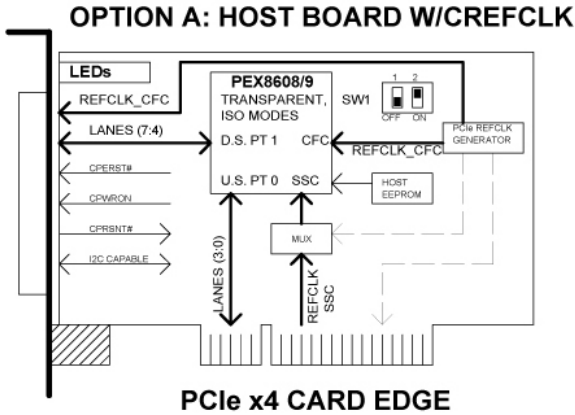 OPTION A: HOST BOARD W/CREFCLK
LEDs
PEX8608/9
TRANSPARENT,
ISO MODES
D.S. PT 1 CFC
U.S. PT 0 SSC
SW1
1 2
OFF ON
REFCLK_CFC
LANES (7:4)
PCIe REFCLK
GENERATOR
REFCLK_CFC
CPERST#
CPWRON
CPRSNT#
I2C CAPABLE
HOST
EEPROM
MUX
LANES (3:0)
REFCLK
SSC
PCIe x4 CARD EDGE